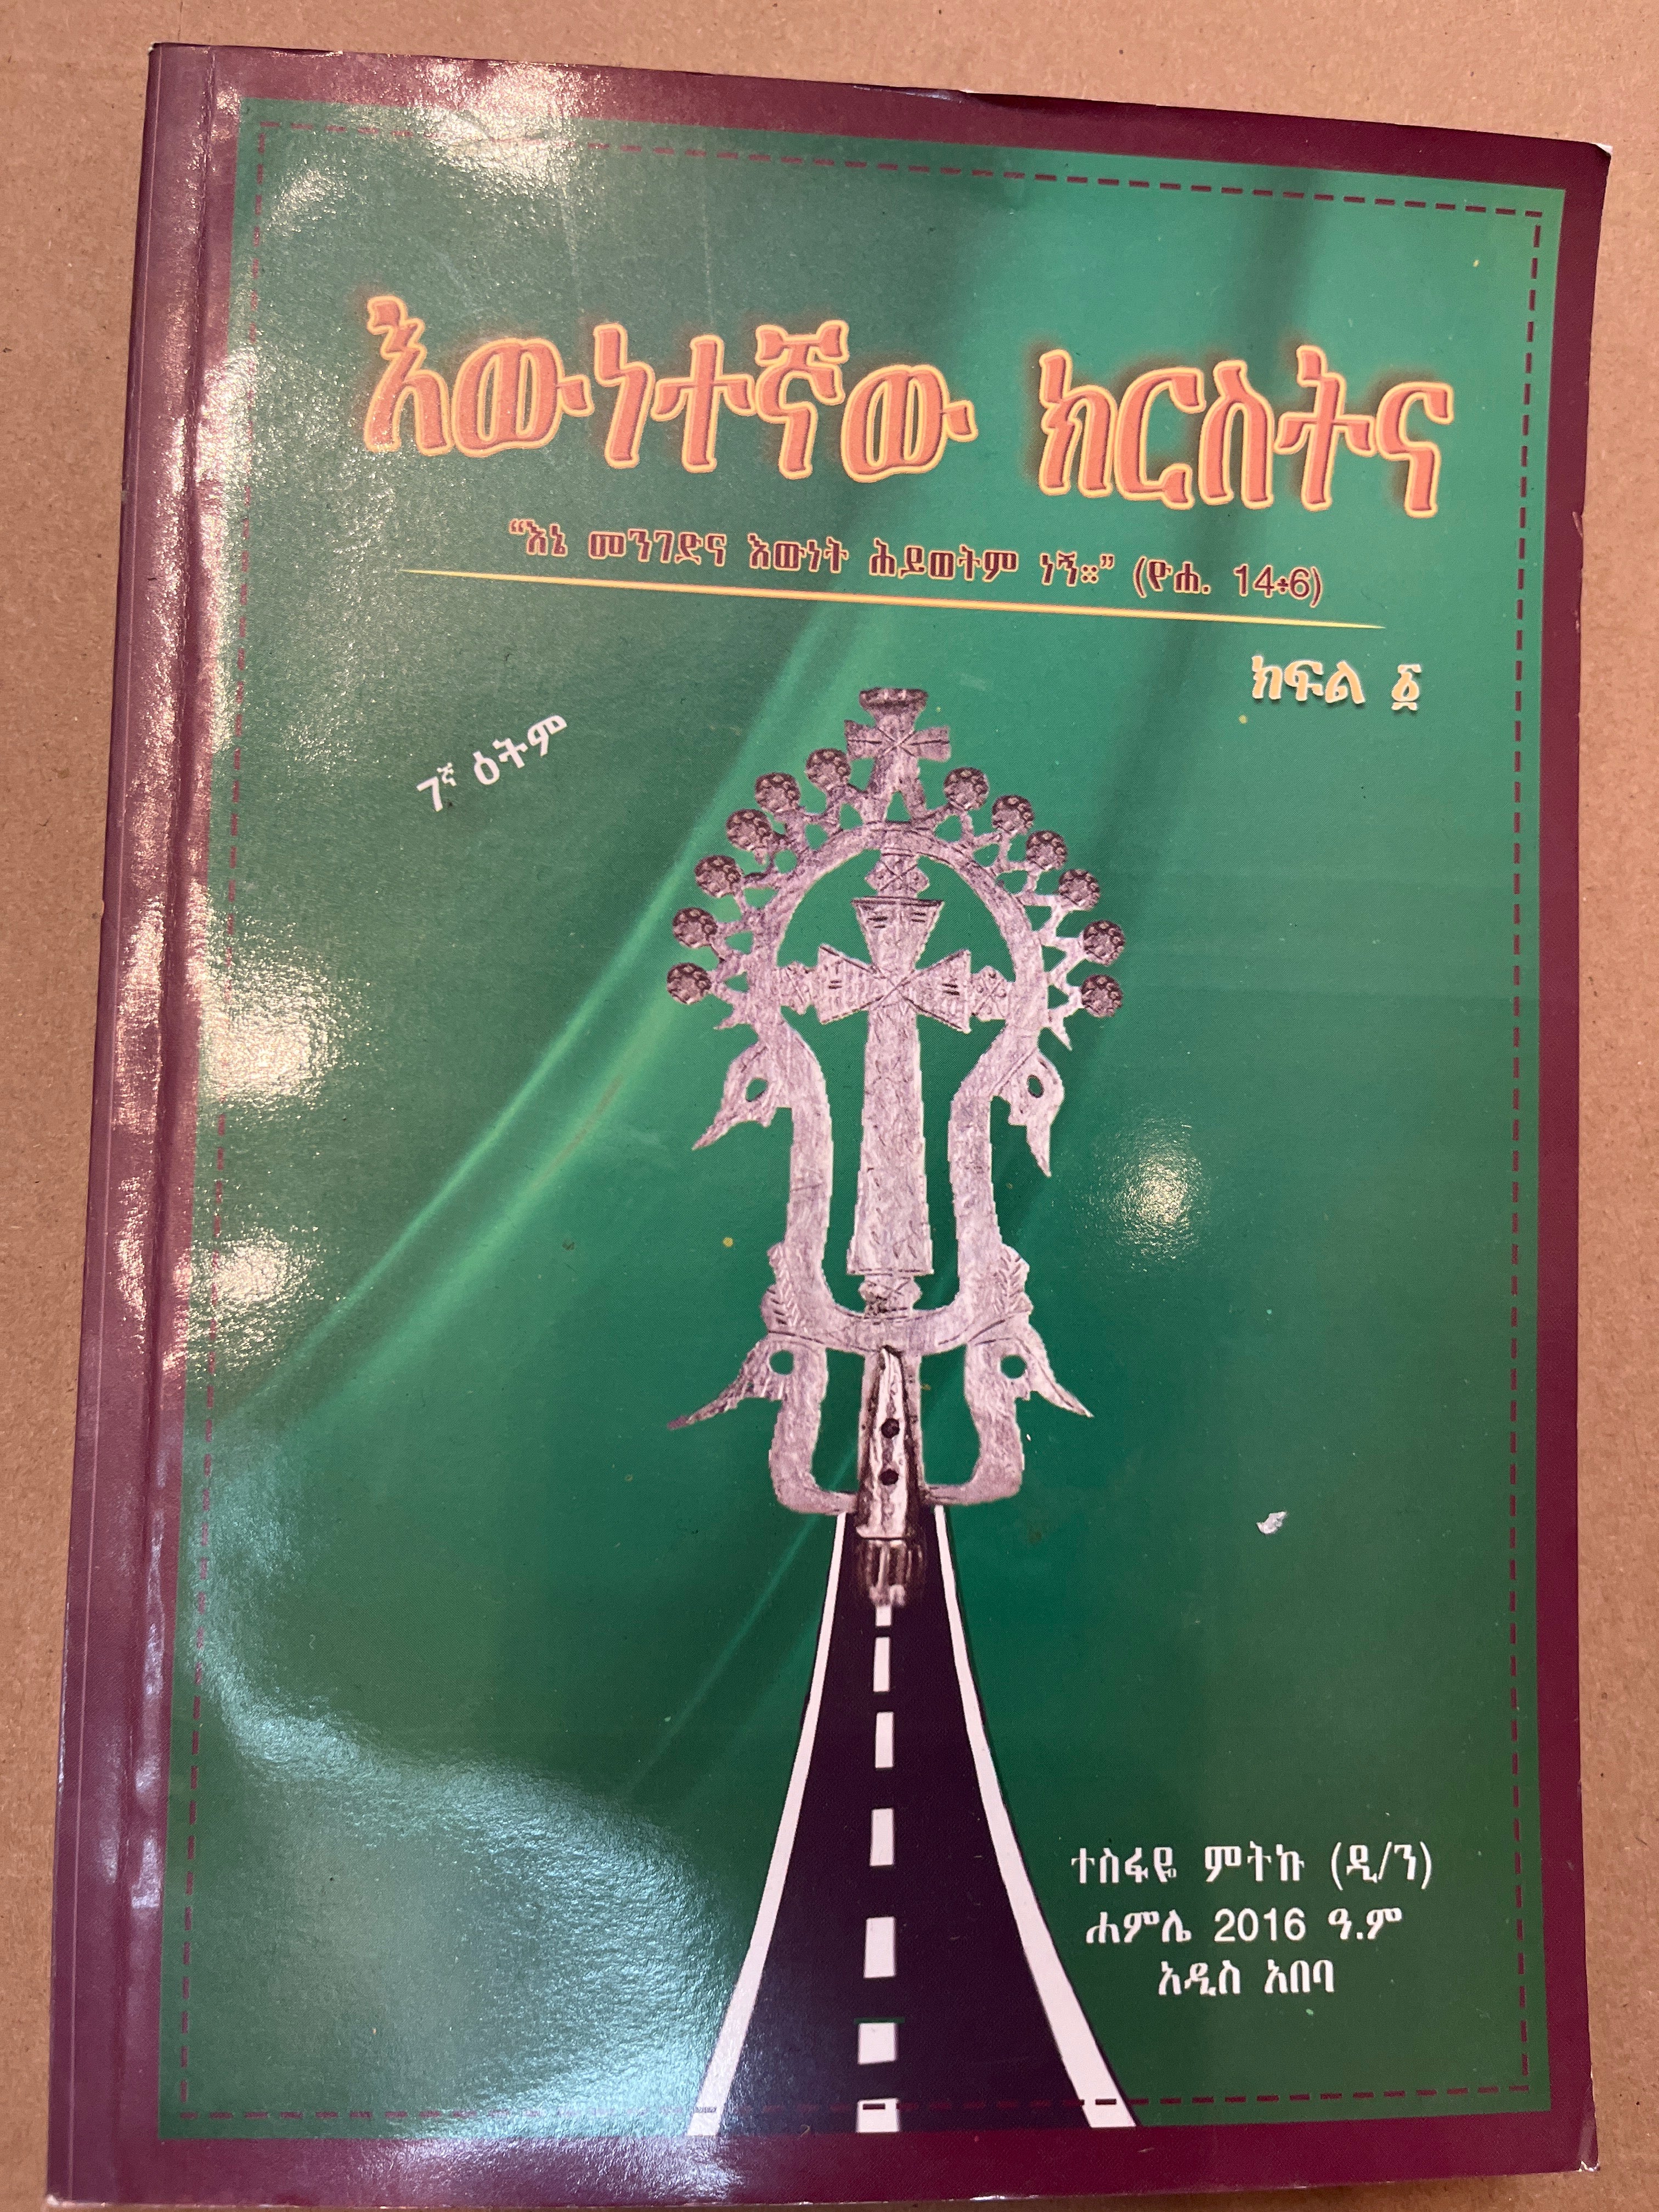 እውነተኛው ክርስትና
“እኔ መንገድና እውነት ሕይወትም ነኝ።” (ዮሐ. 14፥6)
ክፍል ፩
7ኛ ዕትም
ተስፋዬ ምትኩ (ዲ/ን)
ሐምሌ 2016 ዓ.ም
አዲስ አበባ